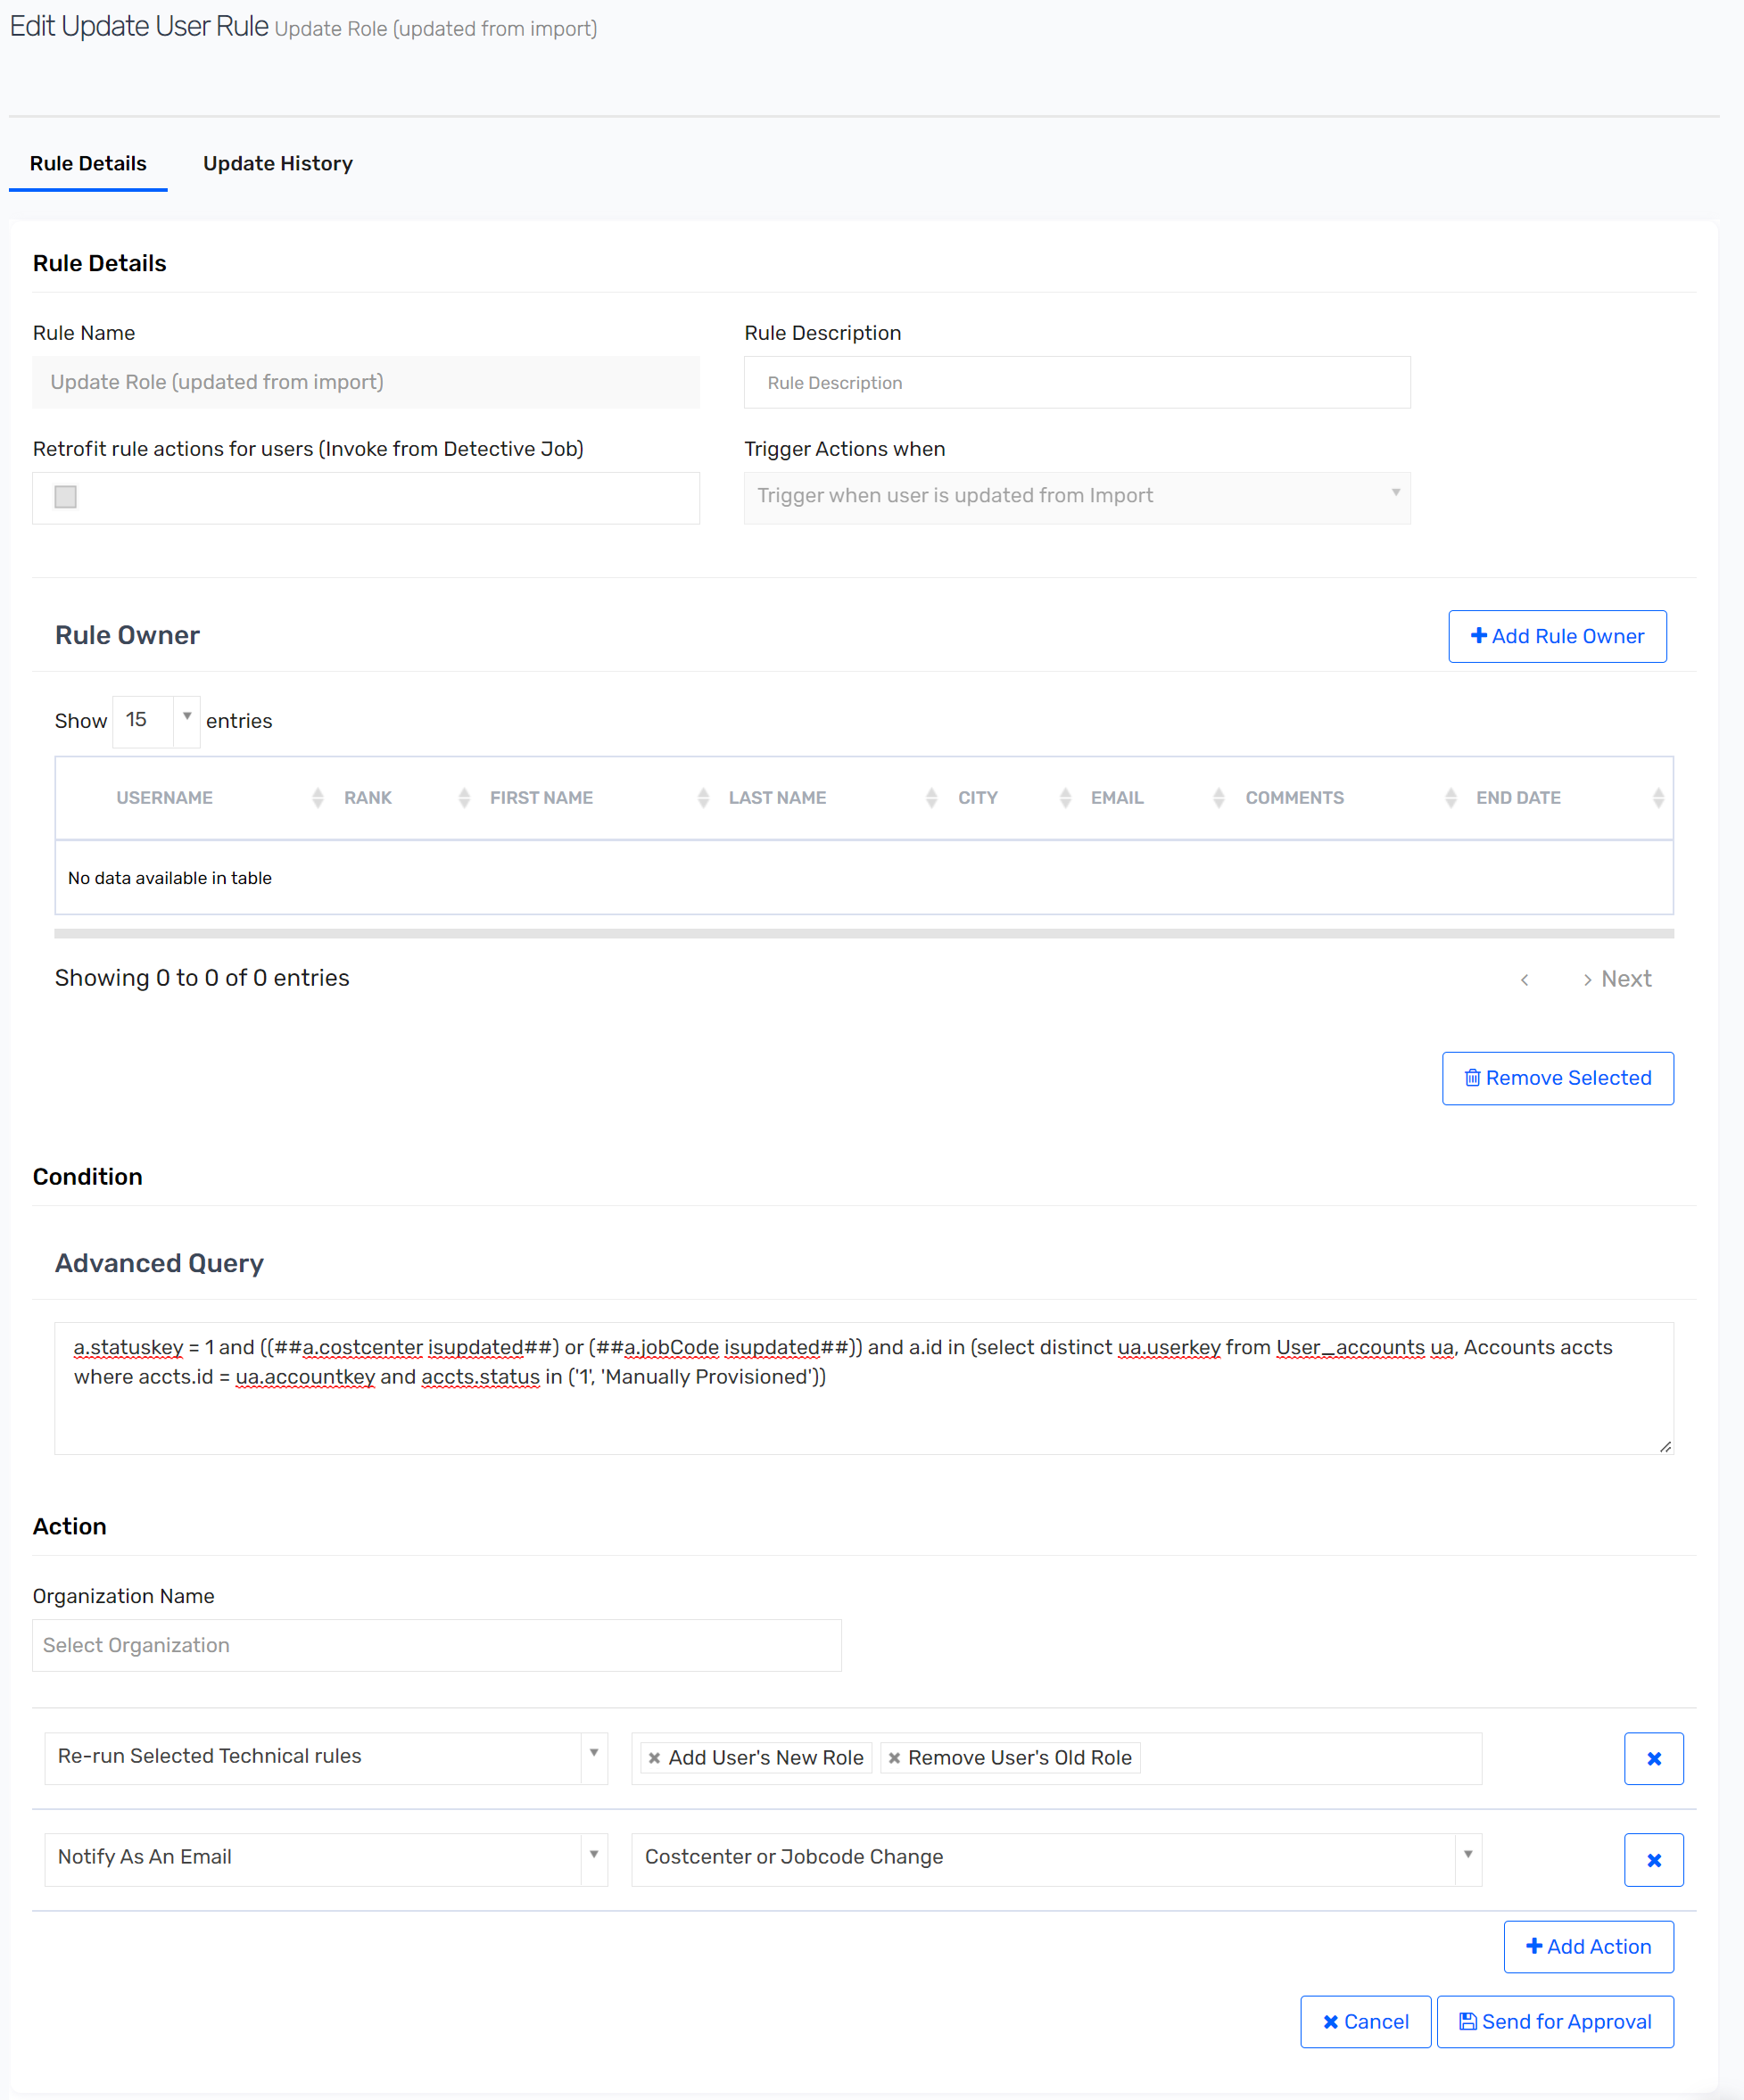 Edit Update User Rule Update Role (updated from import)
Rule Details Update History
Rule Details
Rule Name Rule Description
Update Role (updated from import) Rule Description
Retrofit rule actions for users (Invoke from Detective Job) Trigger Actions when
Trigger when user is updated from Import
Rule Owner Add Rule Owner
Show 15 entries
USERNAME RANK FIRST NAME LAST NAME CITY EMAIL COMMENTS END DATE
No data available in table
Showing 0 to 0 of 0 entries Next
Remove Selected
Condition
Advanced Query
a.statuskey = 1 and ((##a.costcenter isupdated##) or (##a.jobCode isupdated##)) and a.id in (select distinct ua.userkey from User_accounts ua, Accounts accts
where accts.id = ua.accountkey and accts.status in ('1', 'Manually Provisioned'))
Action
Organization Name
Select Organization
Re-run Selected Technical rules Add User's New Role Remove User's Old Role
Notify As An Email Costcenter or Jobcode Change
Add Action
Cancel Send for Approval